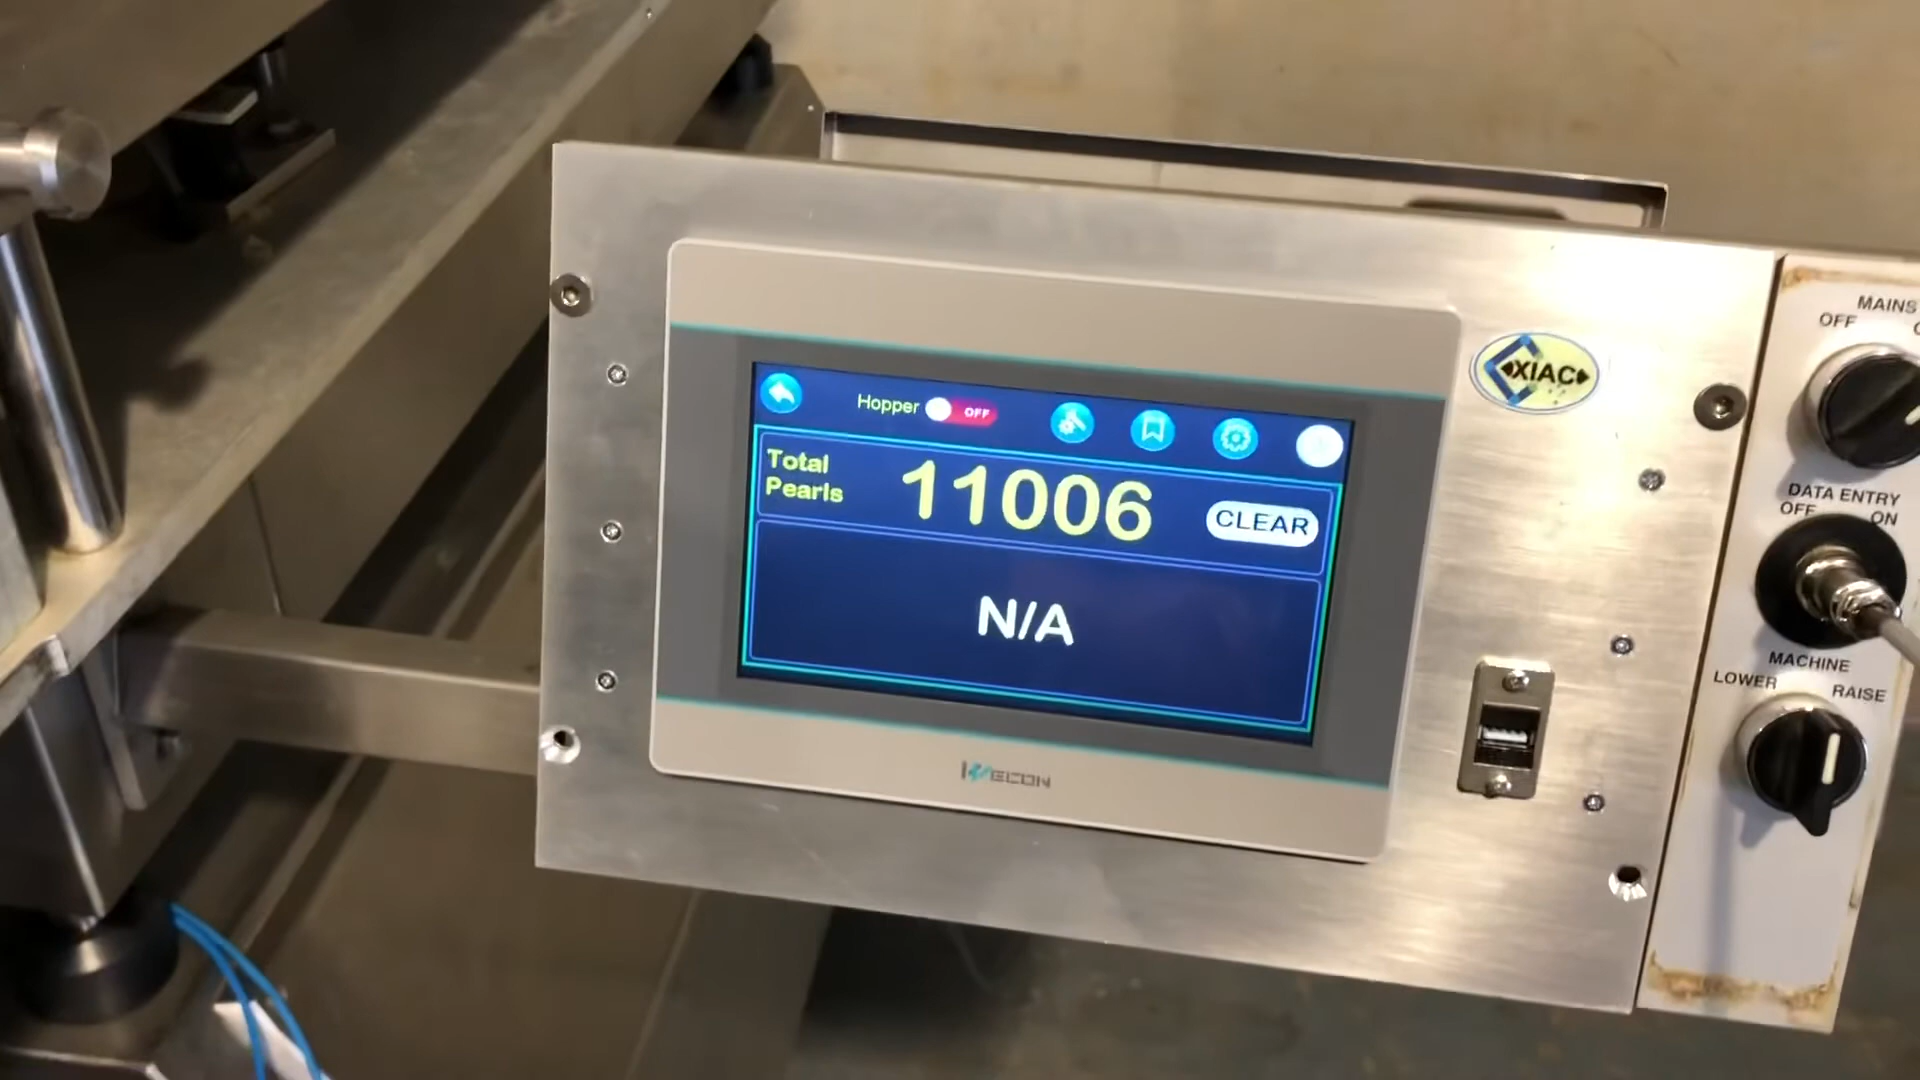 Hopper OFF
Total
Pearls
11006
CLEAR
N/A
WECON
XIAC
MAINS
OFF
DATA ENTRY
OFF ON
MACHINE
LOWER RAISE